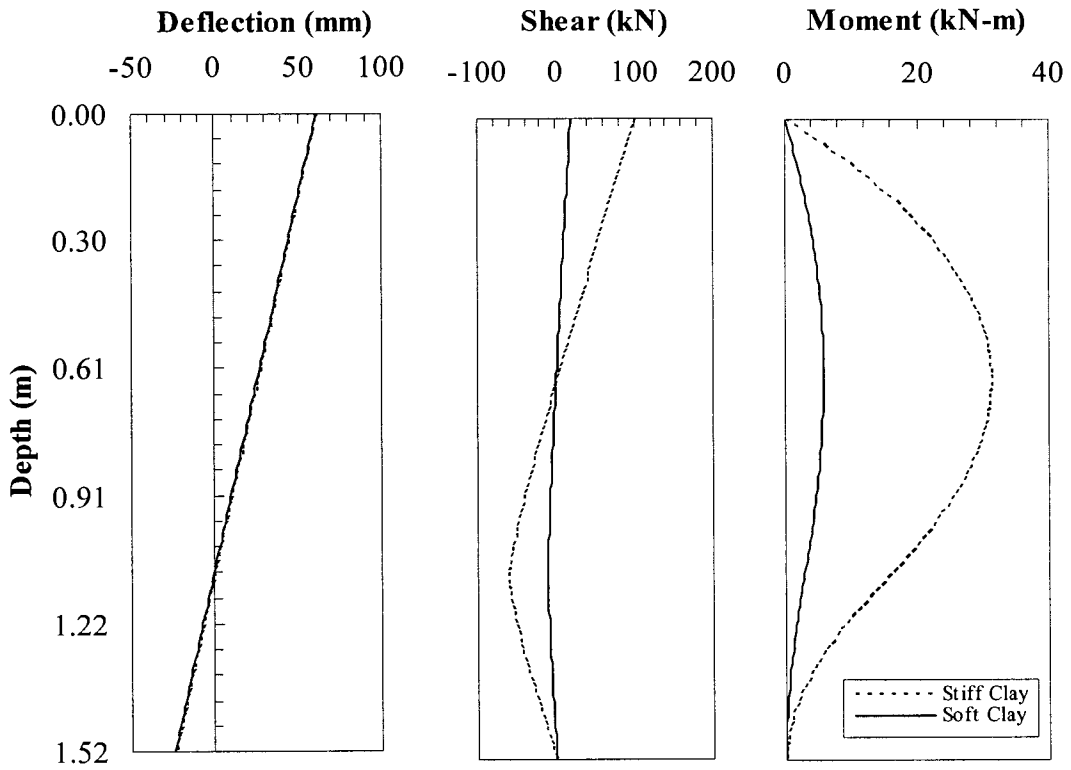 Deflection (mm)
Shear (kN)
Moment (kN-m)
-50 0 50 100
-100 0 100 200
0 20 40
0.00
0.30
0.61
0.91
1.22
1.52
Depth (m)
Stiff Clay
Soft Clay